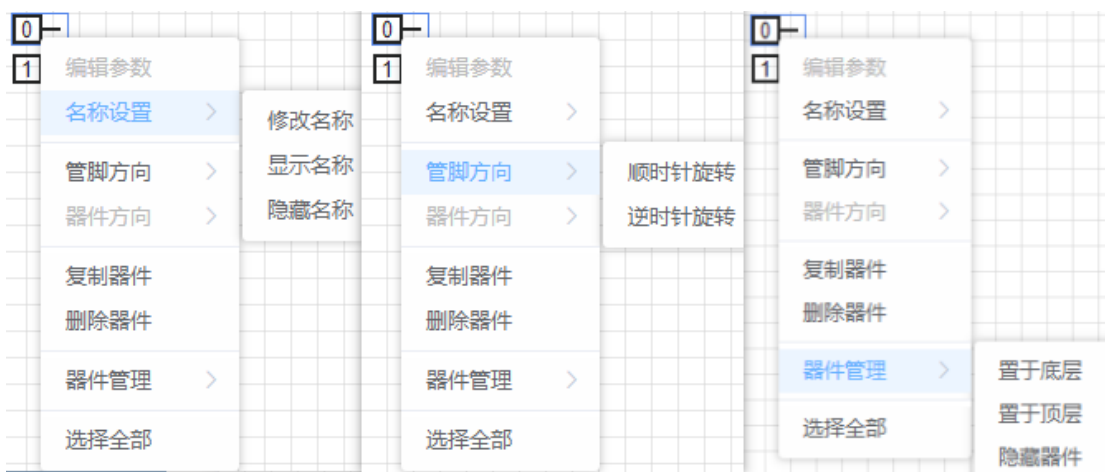 0
1
编辑参数
名称设置
管脚方向
器件方向
复制器件
删除器件
器件管理
选择全部
修改名称
显示名称
隐藏名称
0
1
编辑参数
名称设置
管脚方向
器件方向
复制器件
删除器件
器件管理
选择全部
顺时针旋转
逆时针旋转
0
1
编辑参数
名称设置
管脚方向
器件方向
复制器件
删除器件
器件管理
选择全部
置于底层
置于顶层
隐藏器件